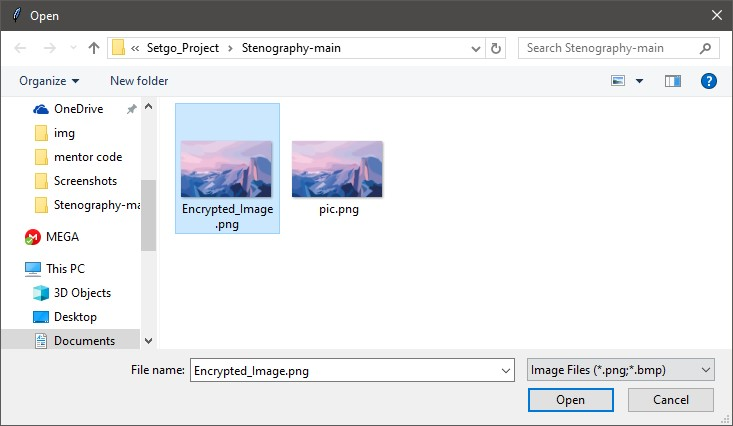 Open
« Setgo_Project › Stenography-main
Search Stenography-main
Organize
New folder
OneDrive
img
mentor code
Screenshots
Stenography-ma
MEGA
This PC
3D Objects
Desktop
Documents
Encrypted_Image
.png
pic.png
File name:
Encrypted_Image.png
Image Files (*.png;*.bmp)
Open
Cancel